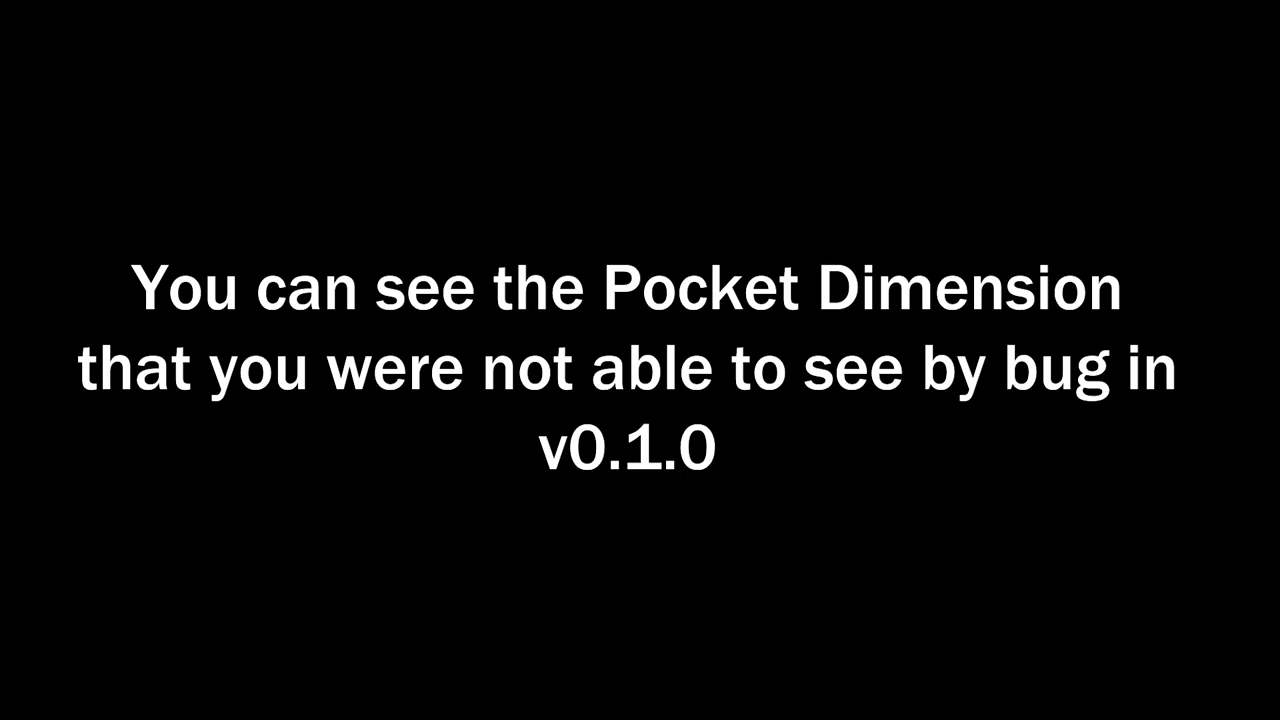 You can see the Pocket Dimension
that you were not able to see by bug in
v0.1.0